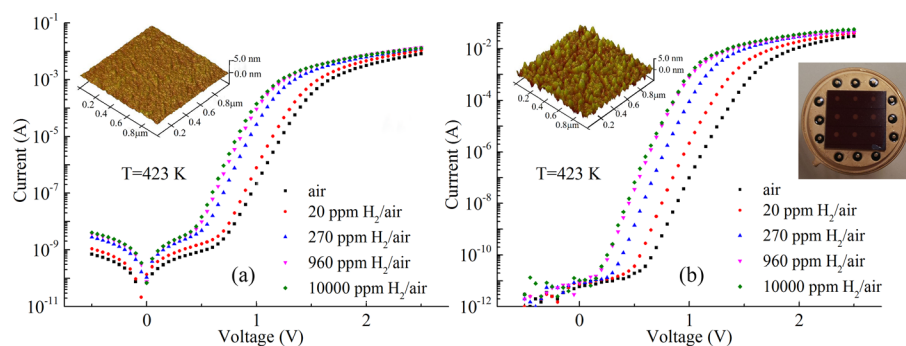 10^-1
10^-3
10^-5
10^-7
10^-9
10^-11
Current (A)
5.0 nm
0.0 nm
0.2
0.4
0.6
0.8μm
0.2
0.4
0.6
0.8μm
T=423 K
air
20 ppm H2/air
270 ppm H2/air
960 ppm H2/air
10000 ppm H2/air
(a)
0
1
2
Voltage (V)
10^0
10^-2
10^-4
10^-6
10^-8
10^-10
10^-12
Currrent (A)
5.0 nm
0.0 nm
0.2
0.4
0.6
0.8μm
0.2
0.4
0.6
0.8μm
T=423 K
air
20 ppm H2/air
270 ppm H2/air
960 ppm H2/air
10000 ppm H2/air
(b)
0
1
2
Voltage (V)